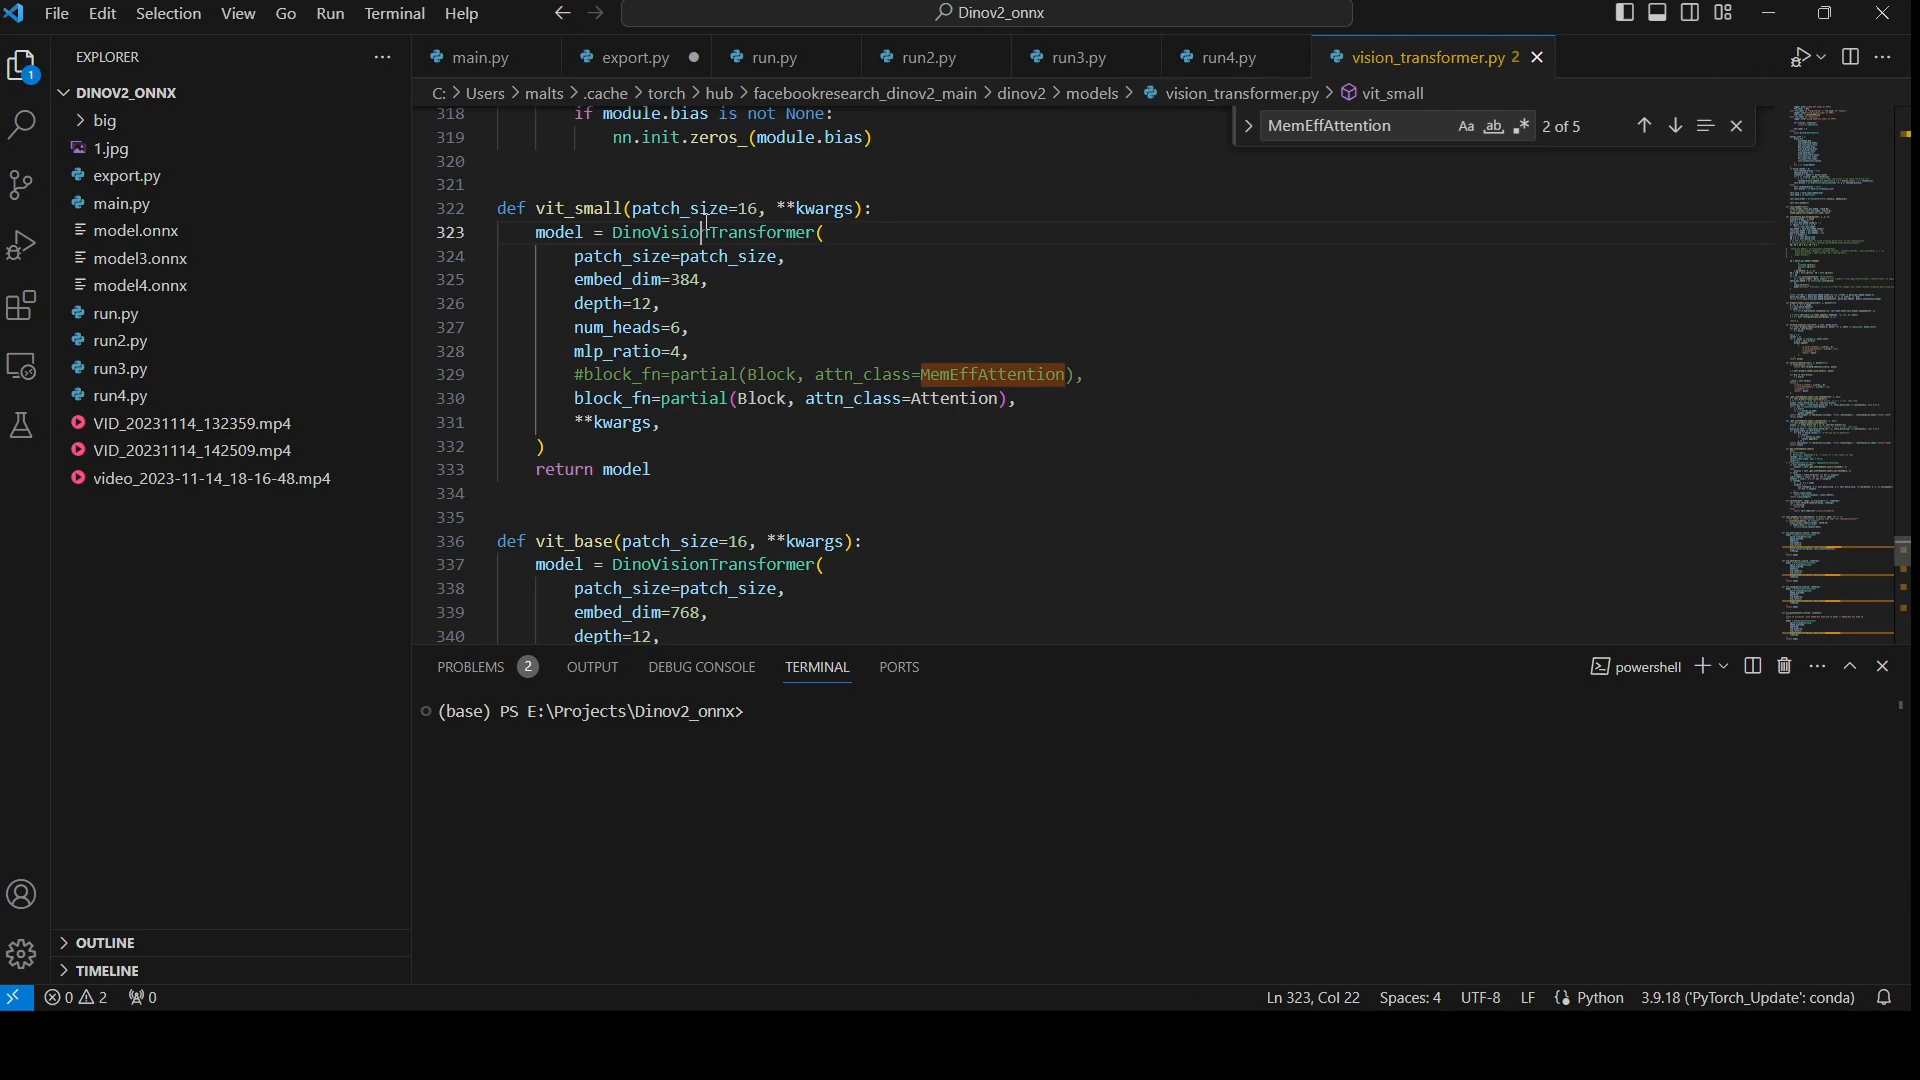 File Edit Selection View Go Run Terminal Help
Dinov2_onnx
EXPLORER
DINOV2_ONNX
big
1.jpg
export.py
main.py
model.onnx
model3.onnx
model4.onnx
run.py
run2.py
run3.py
run4.py
VID_20231114_132359.mp4
VID_20231114_142509.mp4
video_2023-11-14_18-16-48.mp4
OUTLINE
TIMELINE
1
main.py export.py run.py run2.py run3.py run4.py vision_transformer.py 2
C: > Users > malts > .cache > torch > hub > facebookresearch_dinov2_main > dinov2 > models > vision_transformer.py > vit_small
MemEffAttention Aa ab 2 of 5
318 if module.bias is not None:
319 nn.init.zeros_(module.bias)
320
321
322 def vit_small(patch_size=16, **kwargs):
323 model = DinoVisionTransformer(
324 patch_size=patch_size,
325 embed_dim=384,
326 depth=12,
327 num_heads=6,
328 mlp_ratio=4,
329 #block_fn=partial(Block, attn_class=MemEffAttention),
330 block_fn=partial(Block, attn_class=Attention),
331 **kwargs,
332 )
333 return model
334
335
336 def vit_base(patch_size=16, **kwargs):
337 model = DinoVisionTransformer(
338 patch_size=patch_size,
339 embed_dim=768,
340 depth=12,
PROBLEMS 2 OUTPUT DEBUG CONSOLE TERMINAL PORTS
powershell
(base) PS E:\Projects\Dinov2_onnx>
0 2 0
Ln 323, Col 22 Spaces: 4 UTF-8 LF Python 3.9.18 ('PyTorch_Update': conda)